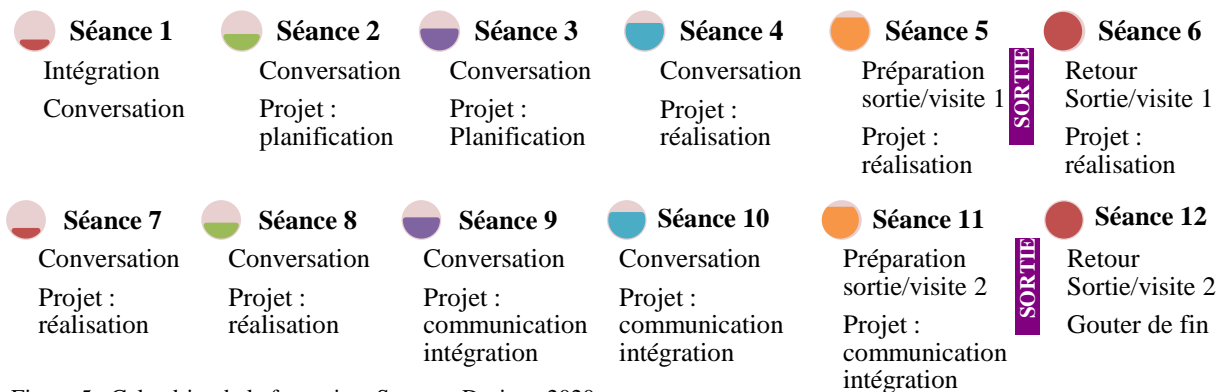 Séance 1
Intégration
Conversation
Séance 2
Conversation
Projet :
planification
Séance 3
Conversation
Projet :
Planification
Séance 4
Conversation
Projet :
réalisation
Séance 5
Préparation
sortie/visite 1
Projet :
réalisation
SORTIE
Séance 6
Retour
Sortie/visite 1
Projet :
réalisation
Séance 7
Conversation
Projet :
réalisation
Séance 8
Conversation
Projet :
réalisation
Séance 9
Conversation
Projet :
communication
intégration
Séance 10
Conversation
Projet :
communication
intégration
Séance 11
Préparation
sortie/visite 2
Projet :
communication
intégration
SORTIE
Séance 12
Retour
Sortie/visite 2
Gouter de fin